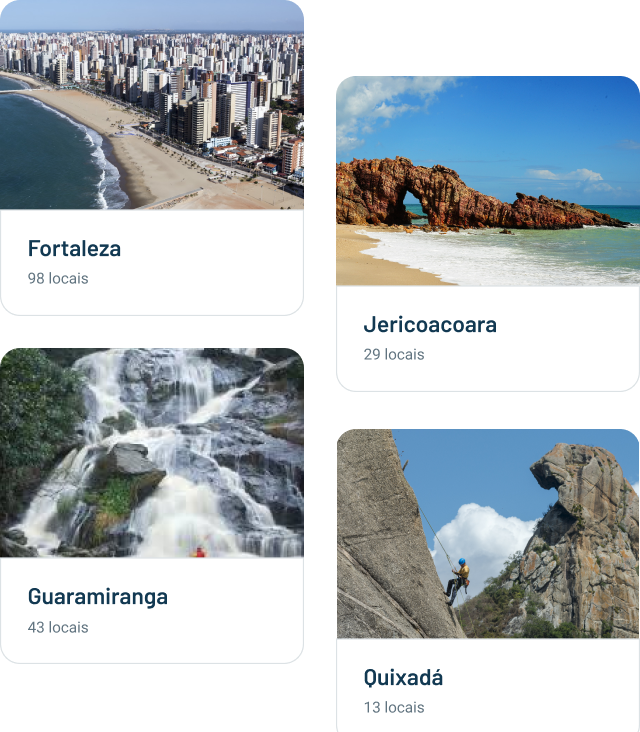 Fortaleza
98 locais
Jericoacoara
29 locais
Guaramiranga
43 locais
Quixadá
13 locais